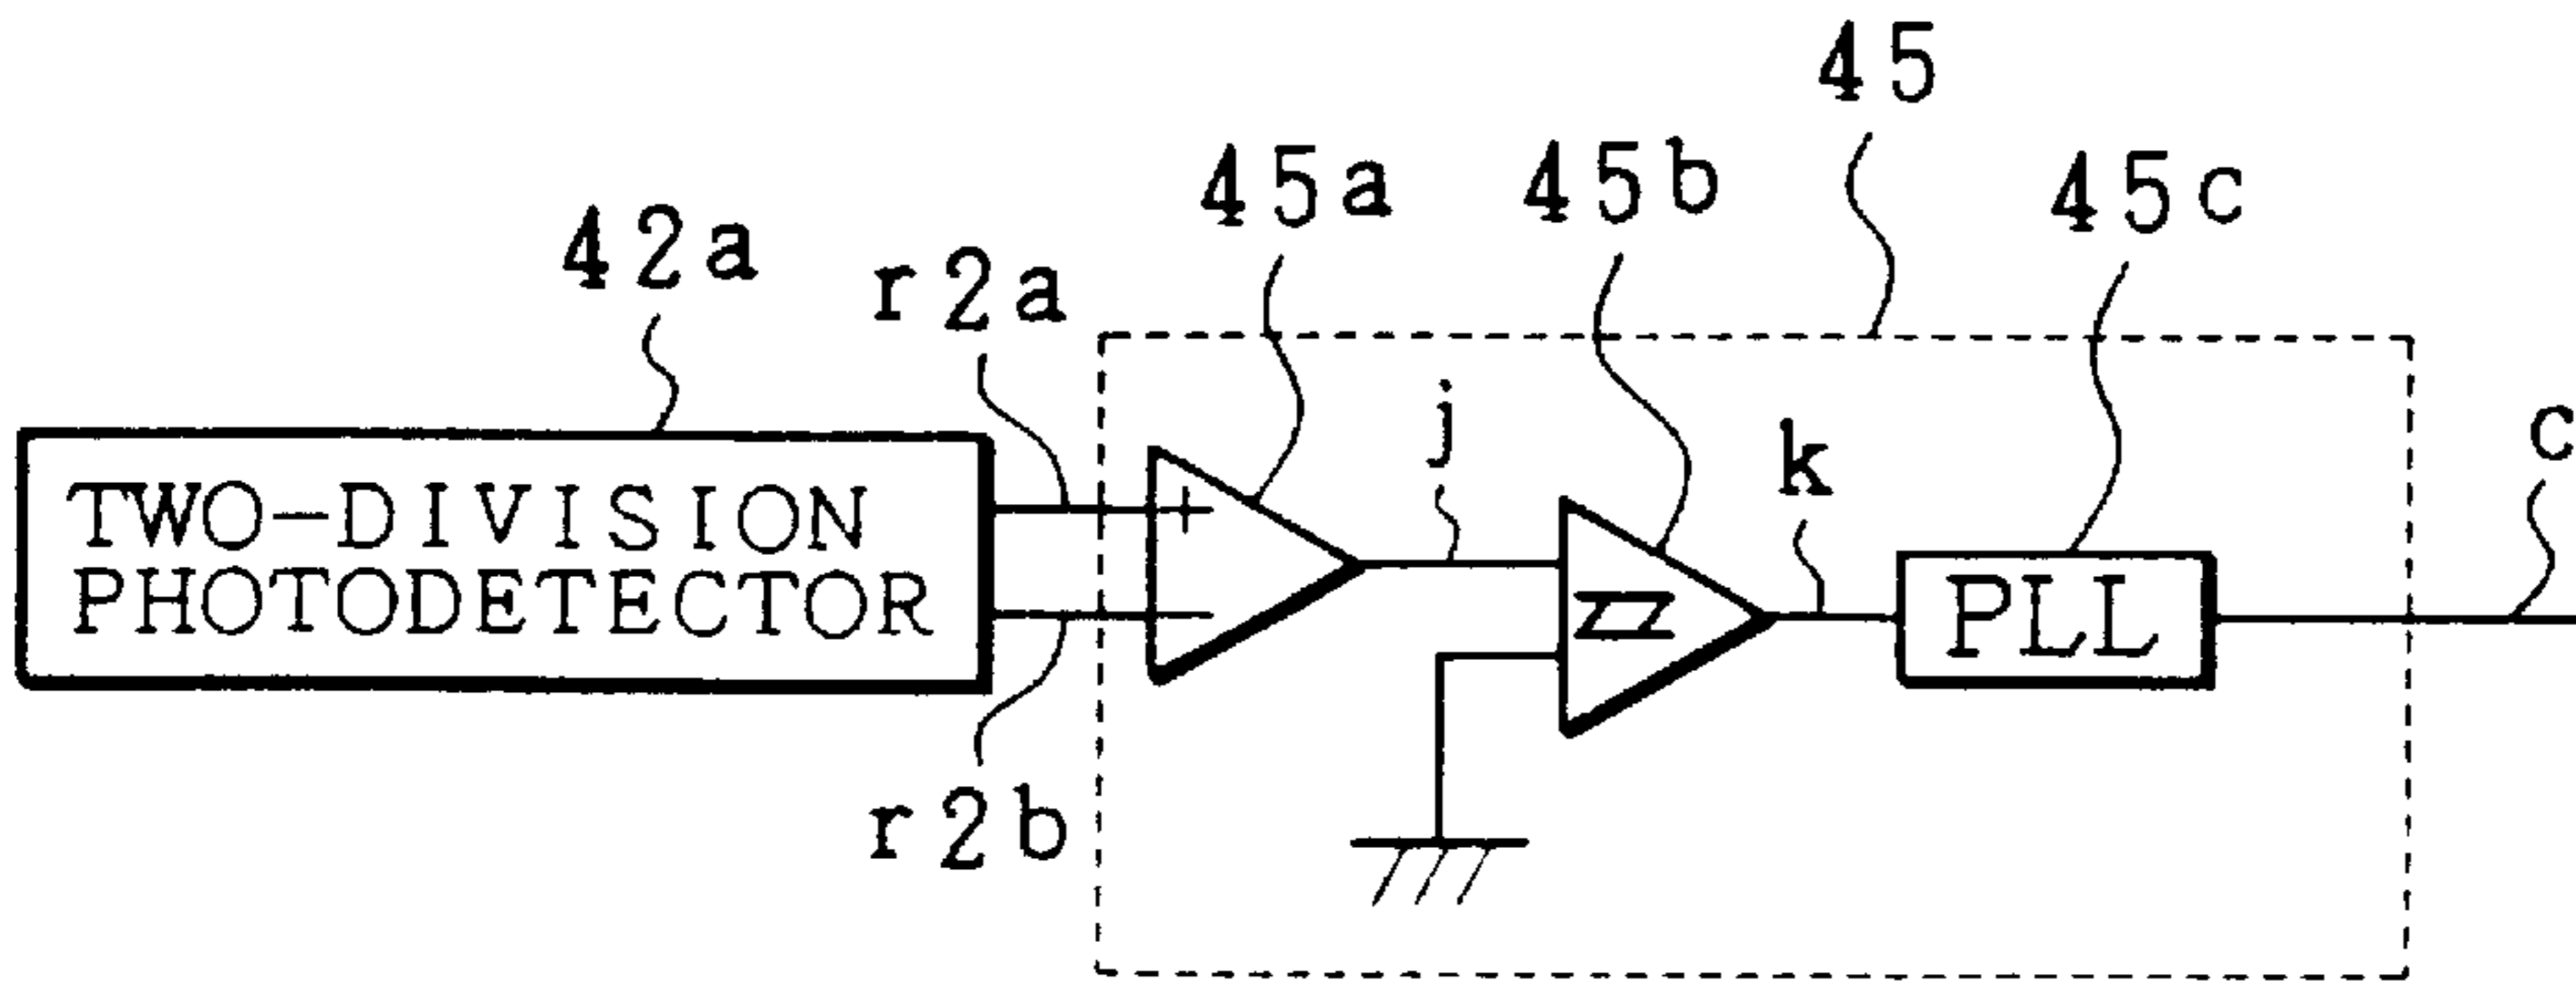 45
45a
45b
45c
42a
r2a
j
k
c
TWO-DIVISION
PHOTODETECTOR
+
−
PLL
r2b